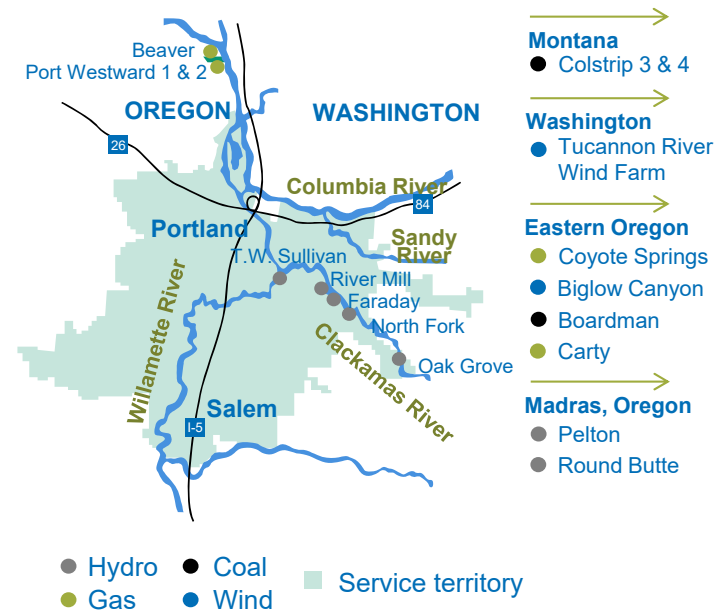 Beaver
Port Westward 1 & 2
OREGON
WASHINGTON
26
Columbia River
84
Portland
Sandy
River
T.W. Sullivan
River Mill
Faraday
North Fork
Oak Grove
Willamette River
Clackamas River
Salem
I-5
Montana
Colstrip 3 & 4
Washington
Tucannon River
Wind Farm
Eastern Oregon
Coyote Springs
Biglow Canyon
Boardman
Carty
Madras, Oregon
Pelton
Round Butte
Hydro
Coal
Service territory
Gas
Wind